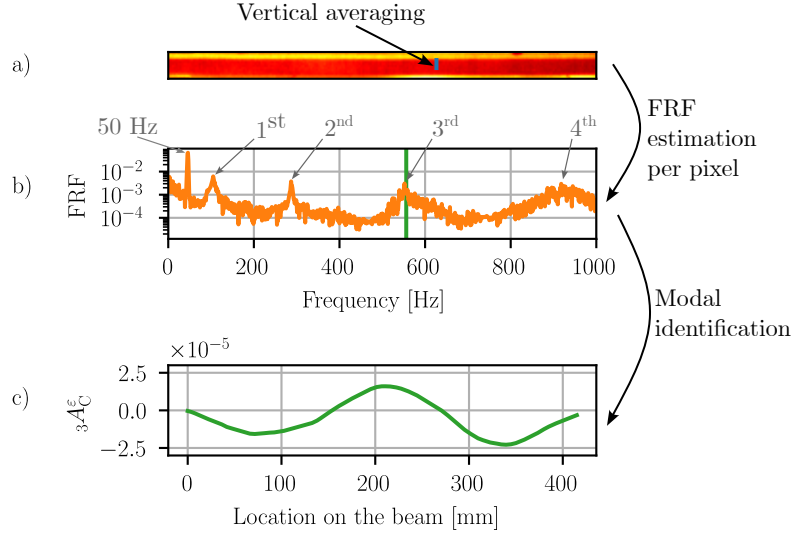 Vertical averaging
a)
FRF
estimation
per pixel
50 Hz
1st
2nd
3rd
4th
b)
FRF
10⁻²
10⁻³
10⁻⁴
0 200 400 600 800 1000
Frequency [Hz]
Modal
identification
×10⁻⁵
c)
₃A_C^ε
2.5
0.0
−2.5
0 100 200 300 400
Location on the beam [mm]